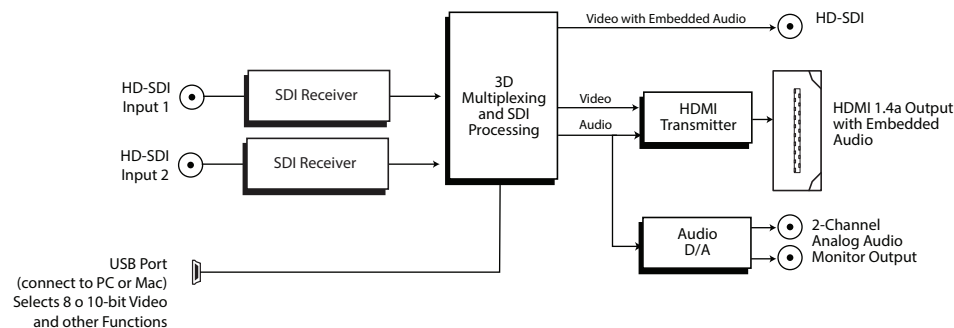 Video with Embedded Audio
HD-SDI
HD-SDI
Input 1
SDI Receiver
3D
Multiplexing
and SDI
Processing
Video
Audio
HDMI
Transmitter
HDMI 1.4a Output
with Embedded
Audio
HD-SDI
Input 2
SDI Receiver
Audio
D/A
2-Channel
Analog Audio
Monitor Output
USB Port
(connect to PC or Mac)
Selects 8 o 10-bit Video
and other Functions